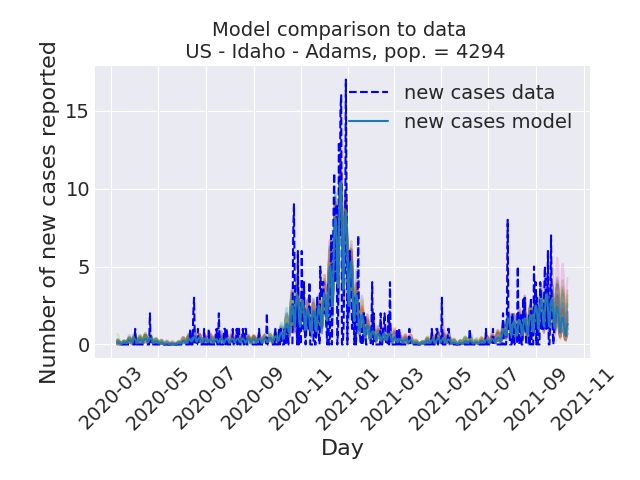 Model comparison to data
US - Idaho - Adams, pop. = 4294
Number of new cases reported
15
10
5
0
new cases data
new cases model
2020-03
2020-05
2020-07
2020-09
2020-11
2021-01
2021-03
2021-05
2021-07
2021-09
2021-11
Day